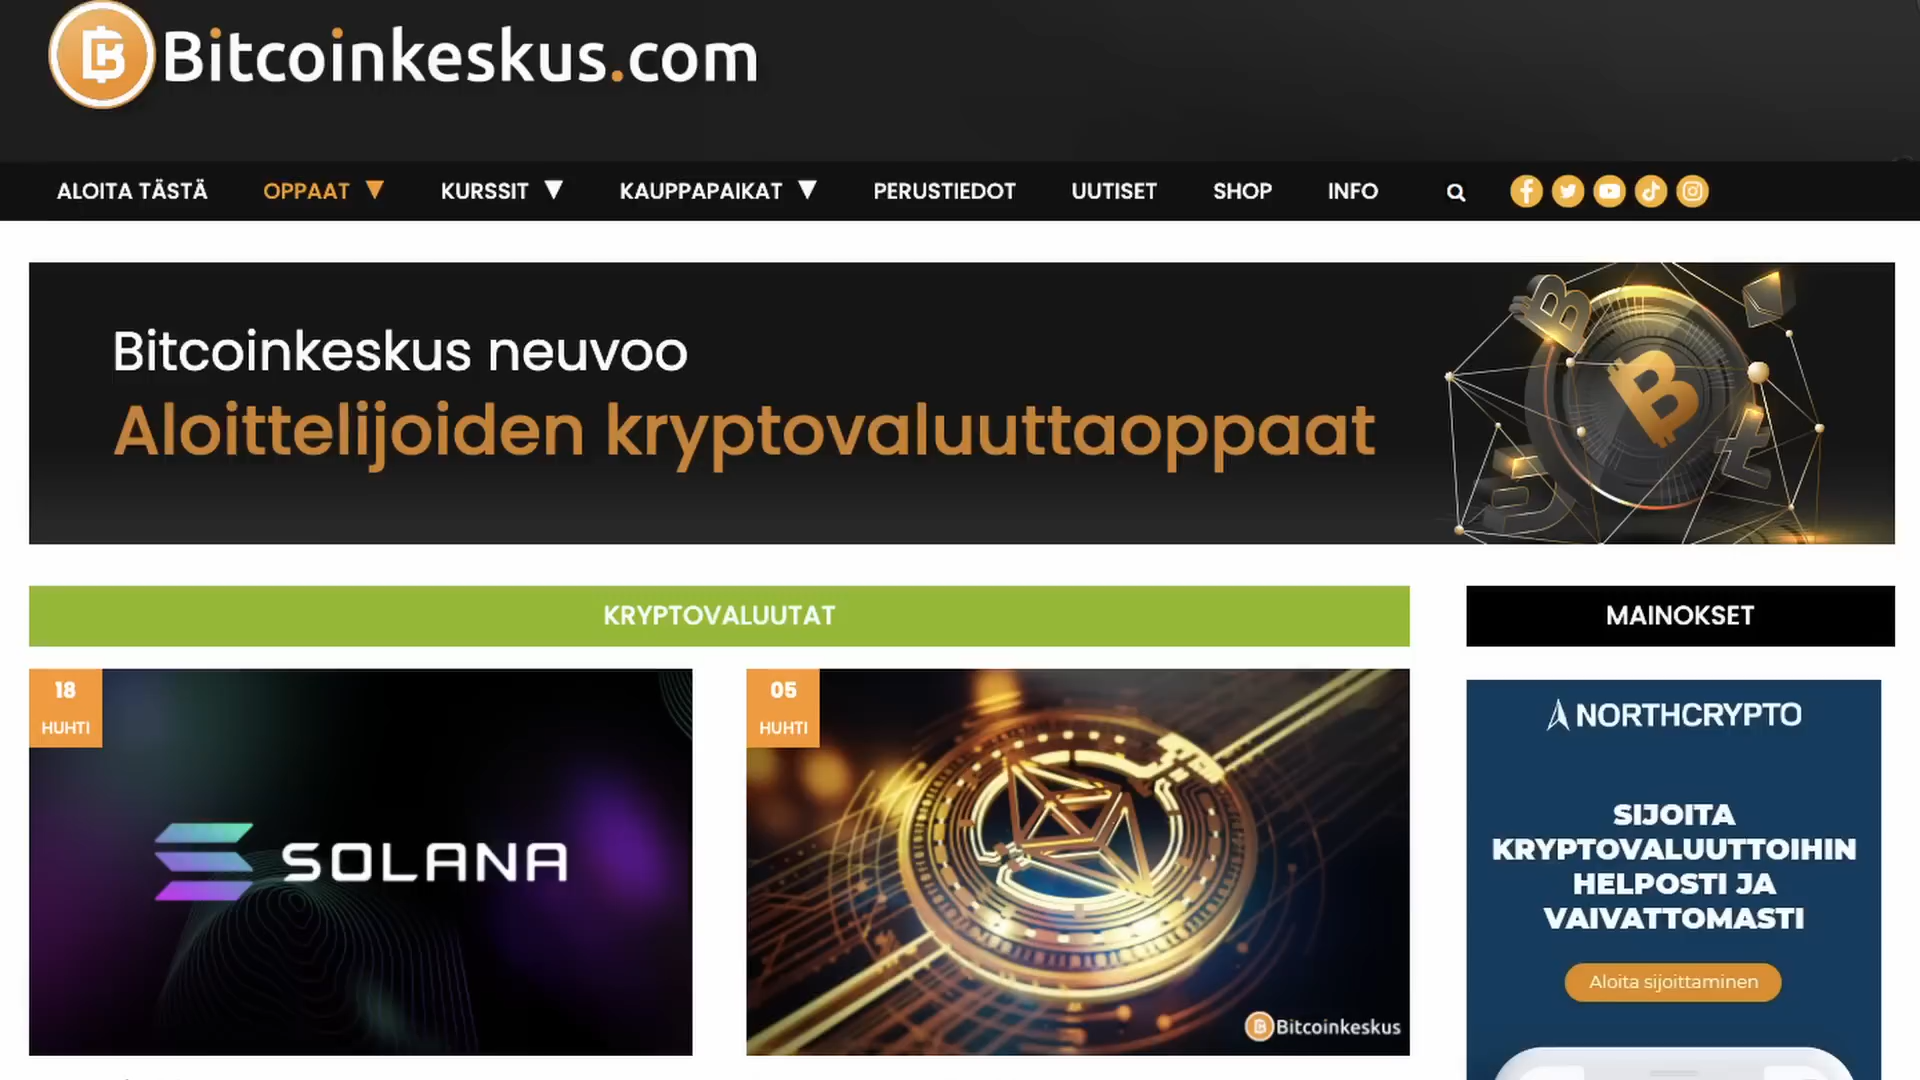 Bitcoinkeskus.com
ALOITA TÄSTÄ OPPAAT ▼ KURSSIT ▼ KAUPPAPAIKAT ▼ PERUSTIEDOT UUTISET SHOP INFO
Bitcoinkeskus neuvoo
Aloittelijoiden kryptovaluuttaoppaat
KRYPTOVALUUTAT
MAINOKSET
18
HUHTI
SOLANA
05
HUHTI
Bitcoinkeskus
NORTHCRYPTO
SIJOITA
KRYPTOVALUUTTOIHIN
HELPOSTI JA
VAIVATTOMASTI
Aloita sijoittaminen